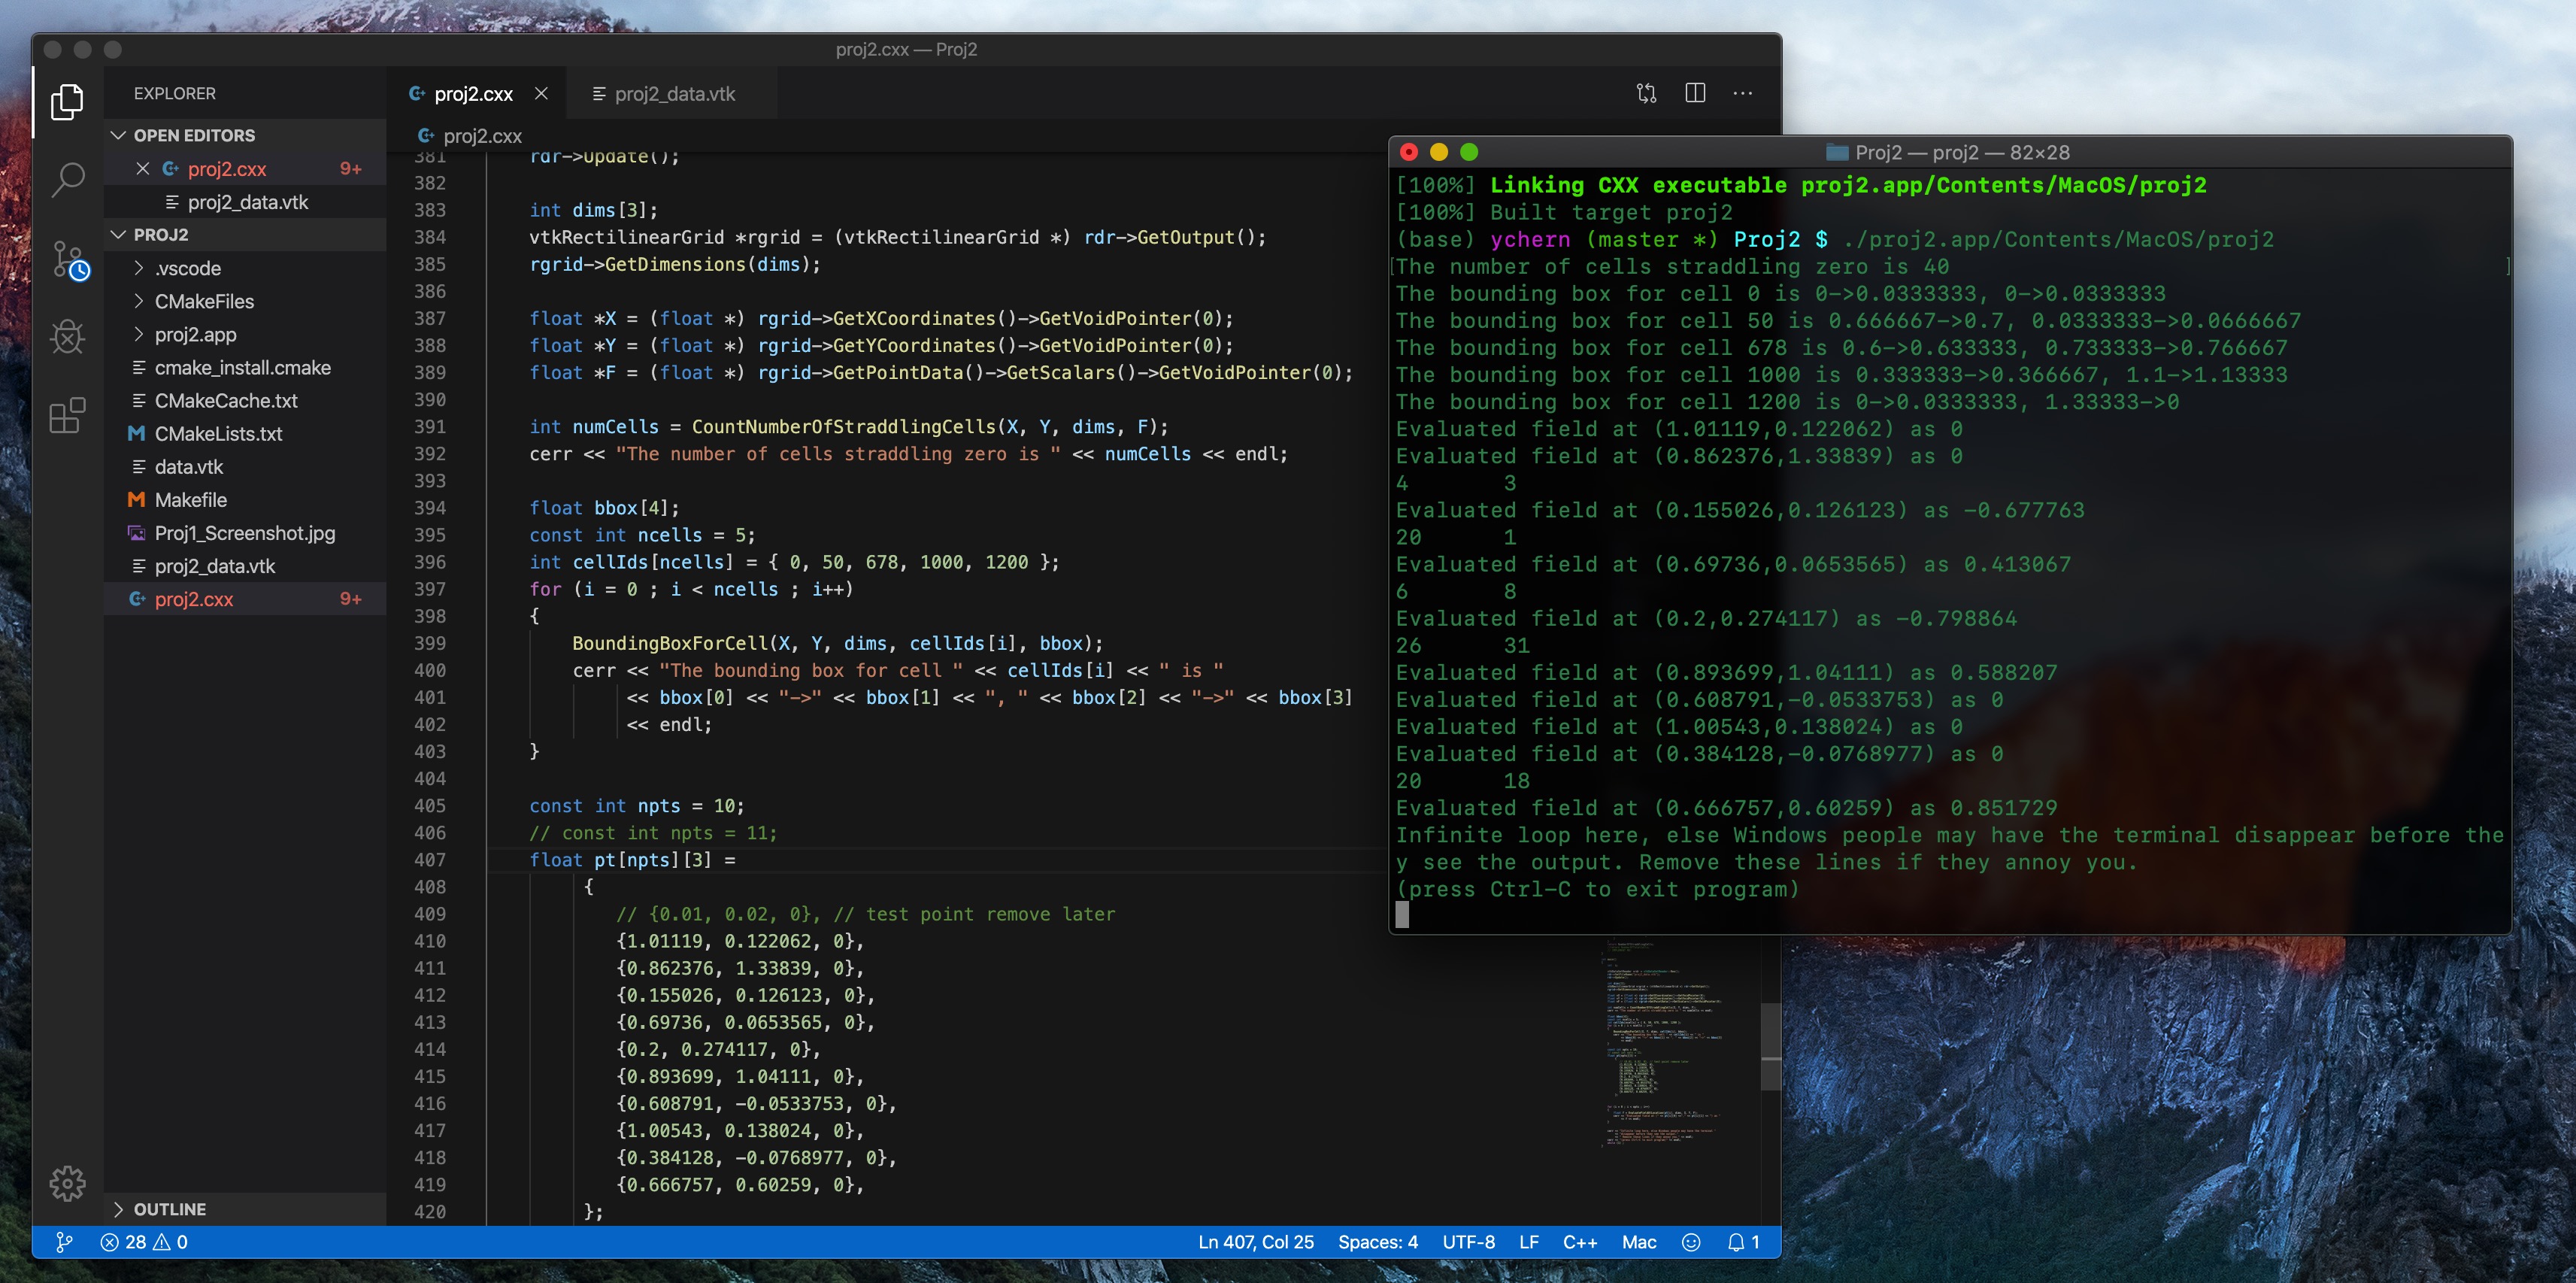 proj2.cxx — Proj2
EXPLORER
OPEN EDITORS
proj2.cxx 9+
proj2_data.vtk
PROJ2
.vscode
CMakeFiles
proj2.app
cmake_install.cmake
CMakeCache.txt
CMakeLists.txt
data.vtk
Makefile
Proj1_Screenshot.jpg
proj2_data.vtk
proj2.cxx 9+
OUTLINE
proj2.cxx
proj2_data.vtk
proj2.cxx
381 rdr->Update();
382
383 int dims[3];
384 vtkRectilinearGrid *rgrid = (vtkRectilinearGrid *) rdr->GetOutput();
385 rgrid->GetDimensions(dims);
386
387 float *X = (float *) rgrid->GetXCoordinates()->GetVoidPointer(0);
388 float *Y = (float *) rgrid->GetYCoordinates()->GetVoidPointer(0);
389 float *F = (float *) rgrid->GetPointData()->GetScalars()->GetVoidPointer(0);
390
391 int numCells = CountNumberOfStraddlingCells(X, Y, dims, F);
392 cerr << "The number of cells straddling zero is " << numCells << endl;
393
394 float bbox[4];
395 const int ncells = 5;
396 int cellIds[ncells] = { 0, 50, 678, 1000, 1200 };
397 for (i = 0 ; i < ncells ; i++)
398 {
399 BoundingBoxForCell(X, Y, dims, cellIds[i], bbox);
400 cerr << "The bounding box for cell " << cellIds[i] << " is "
401 << bbox[0] << "->" << bbox[1] << ", " << bbox[2] << "->" << bbox[3]
402 << endl;
403 }
404
405 const int npts = 10;
406 // const int npts = 11;
407 float pt[npts][3] =
408 {
409 // {0.01, 0.02, 0}, // test point remove later
410 {1.01119, 0.122062, 0},
411 {0.862376, 1.33839, 0},
412 {0.155026, 0.126123, 0},
413 {0.69736, 0.0653565, 0},
414 {0.2, 0.274117, 0},
415 {0.893699, 1.04111, 0},
416 {0.608791, -0.0533753, 0},
417 {1.00543, 0.138024, 0},
418 {0.384128, -0.0768977, 0},
419 {0.666757, 0.60259, 0},
420 };
28 0
Ln 407, Col 25 Spaces: 4 UTF-8 LF C++ Mac 1
Proj2 — proj2 — 82×28
[100%] Linking CXX executable proj2.app/Contents/MacOS/proj2
[100%] Built target proj2
(base) ychern (master *) Proj2 $ ./proj2.app/Contents/MacOS/proj2
[The number of cells straddling zero is 40 ]
The bounding box for cell 0 is 0->0.0333333, 0->0.0333333
The bounding box for cell 50 is 0.666667->0.7, 0.0333333->0.0666667
The bounding box for cell 678 is 0.6->0.633333, 0.733333->0.766667
The bounding box for cell 1000 is 0.333333->0.366667, 1.1->1.13333
The bounding box for cell 1200 is 0->0.0333333, 1.33333->0
Evaluated field at (1.01119,0.122062) as 0
Evaluated field at (0.862376,1.33839) as 0
4 3
Evaluated field at (0.155026,0.126123) as -0.677763
20 1
Evaluated field at (0.69736,0.0653565) as 0.413067
6 8
Evaluated field at (0.2,0.274117) as -0.798864
26 31
Evaluated field at (0.893699,1.04111) as 0.588207
Evaluated field at (0.608791,-0.0533753) as 0
Evaluated field at (1.00543,0.138024) as 0
Evaluated field at (0.384128,-0.0768977) as 0
20 18
Evaluated field at (0.666757,0.60259) as 0.851729
Infinite loop here, else Windows people may have the terminal disappear before the
y see the output. Remove these lines if they annoy you.
(press Ctrl-C to exit program)